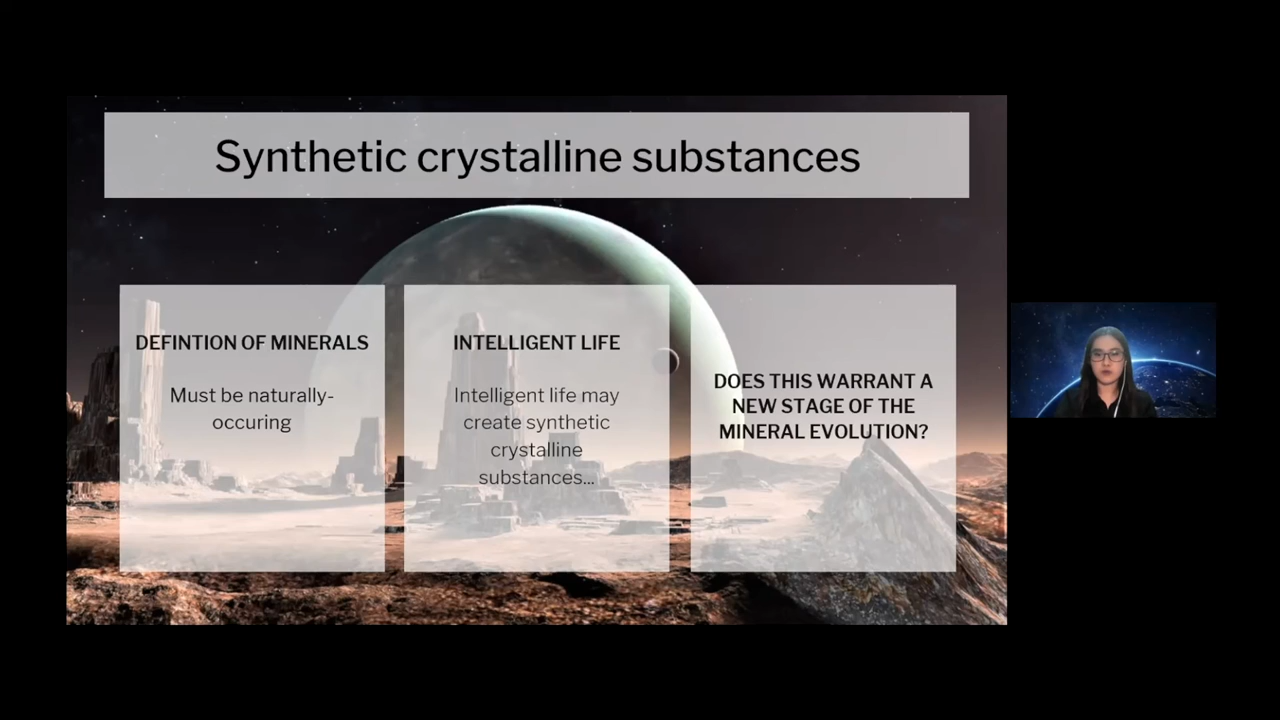 Synthetic crystalline substances
DEFINTION OF MINERALS
Must be naturally-
occuring
INTELLIGENT LIFE
Intelligent life may
create synthetic
crystalline
substances...
DOES THIS WARRANT A
NEW STAGE OF THE
MINERAL EVOLUTION?